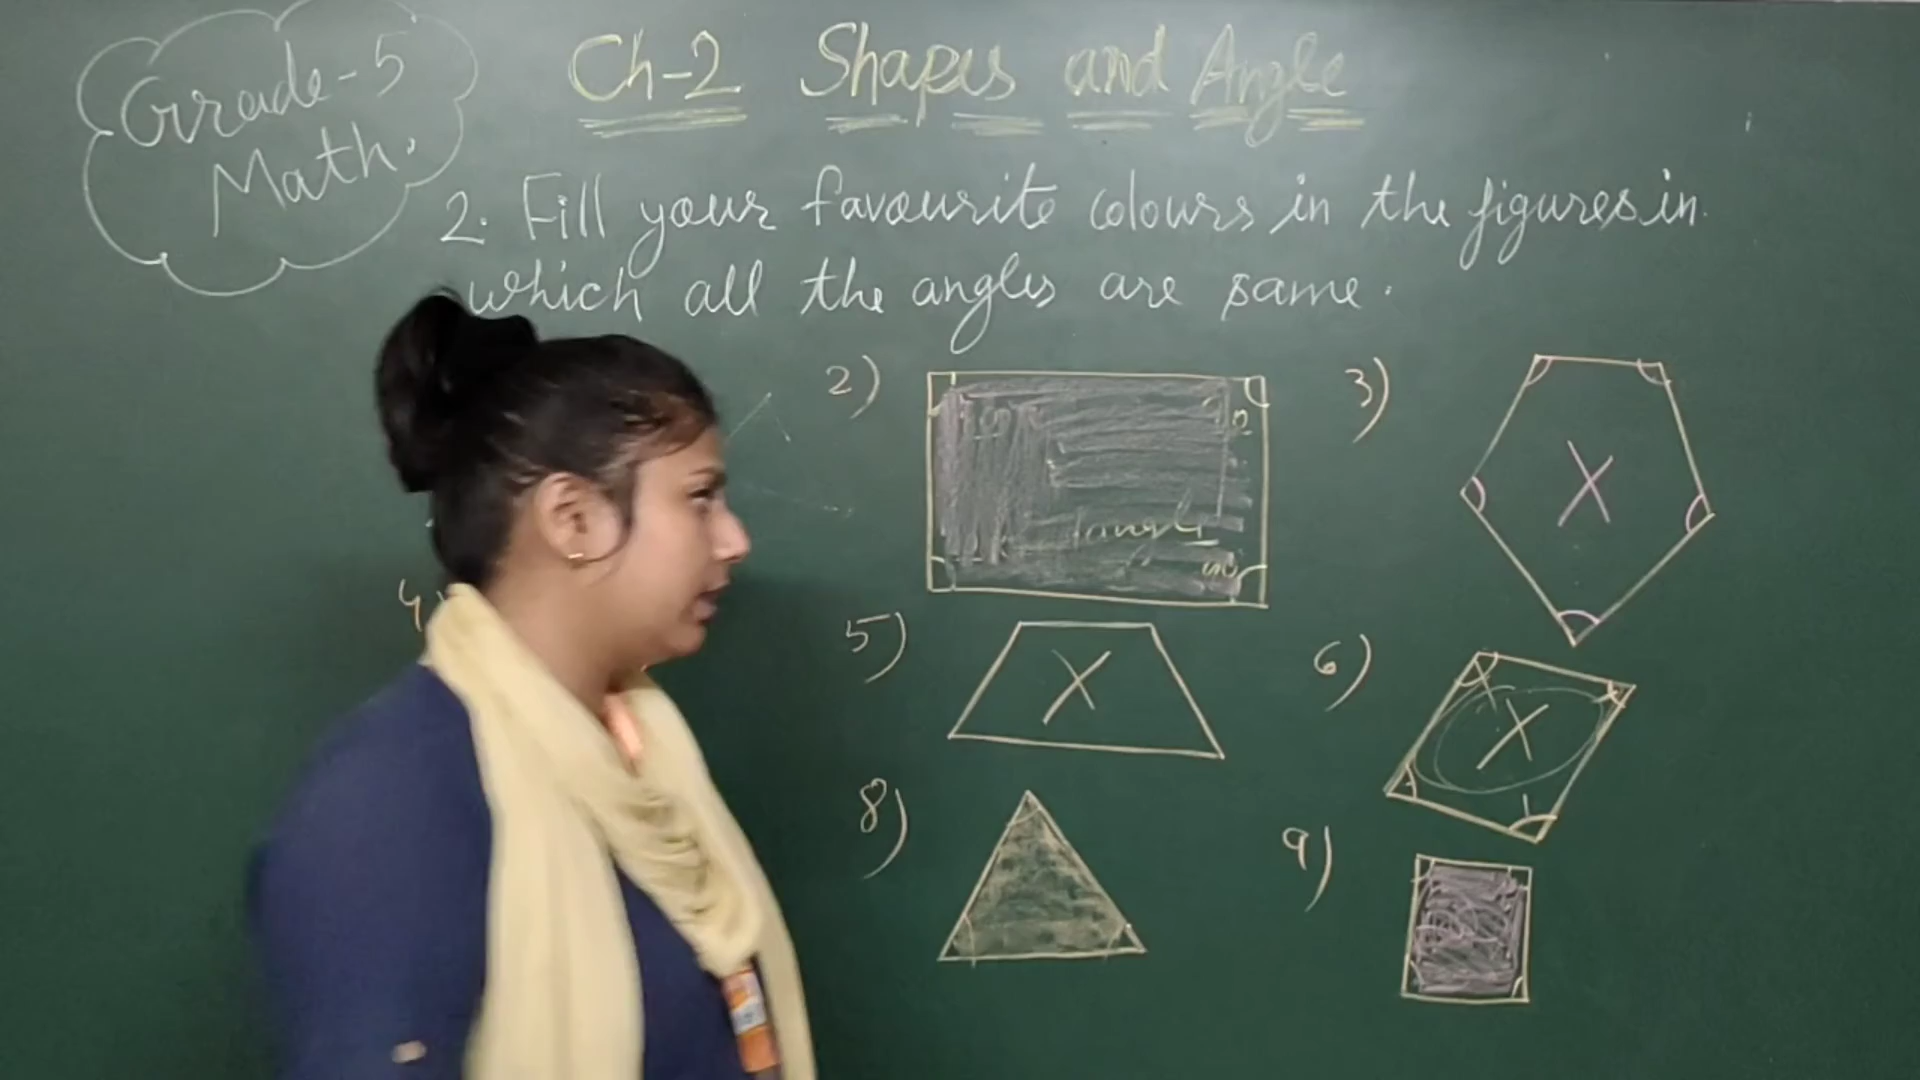 Grade-5
Math.
Ch-2 Shapes and Angle
2. Fill your favourite colours in the figures in
which all the angles are same.
2)
3)
X
4)
5)
X
6)
X
8)
9)